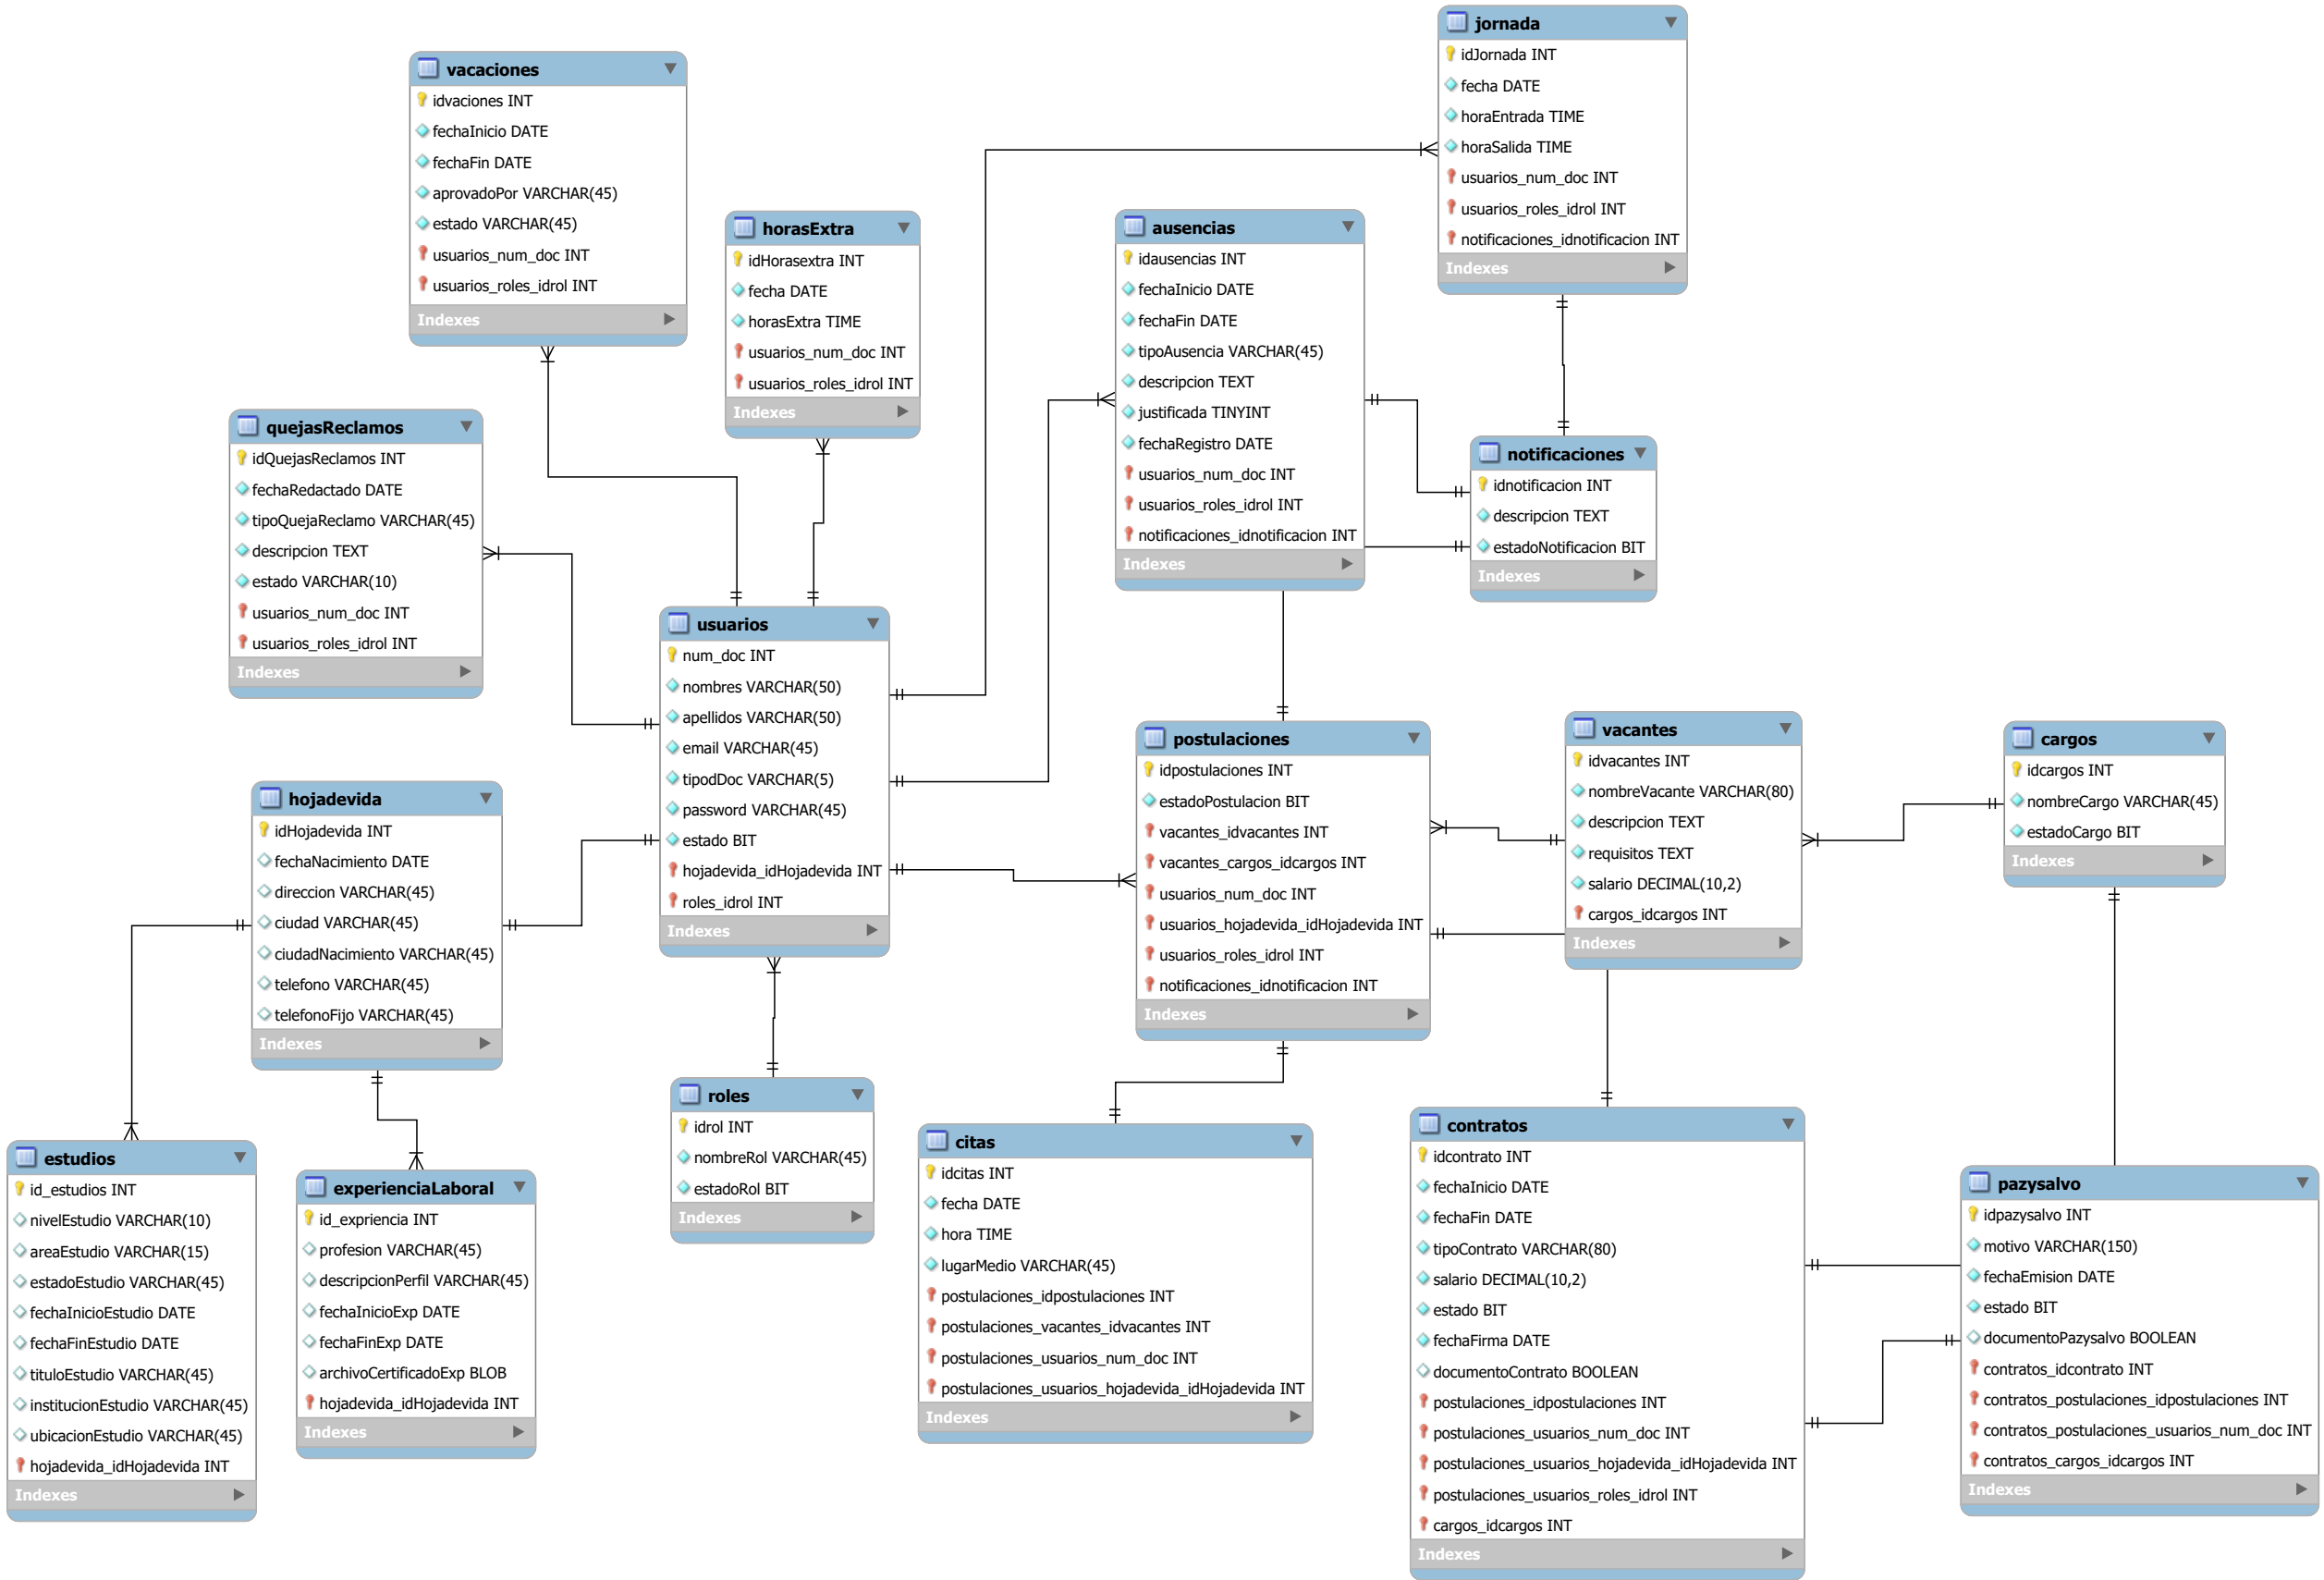 vacaciones
idvaciones INT
fechaInicio DATE
fechaFin DATE
aprovadoPor VARCHAR(45)
estado VARCHAR(45)
usuarios_num_doc INT
usuarios_roles_idrol INT
Indexes
horasExtra
idHorasextra INT
fecha DATE
horasExtra TIME
usuarios_num_doc INT
usuarios_roles_idrol INT
Indexes
jornada
idJornada INT
fecha DATE
horaEntrada TIME
horaSalida TIME
usuarios_num_doc INT
usuarios_roles_idrol INT
notificaciones_idnotificacion INT
Indexes
ausencias
idausencias INT
fechaInicio DATE
fechaFin DATE
tipoAusencia VARCHAR(45)
descripcion TEXT
justificada TINYINT
fechaRegistro DATE
usuarios_num_doc INT
usuarios_roles_idrol INT
notificaciones_idnotificacion INT
Indexes
notificaciones
idnotificacion INT
descripcion TEXT
estadoNotificacion BIT
Indexes
quejasReclamos
idQuejasReclamos INT
fechaRedactado DATE
tipoQuejaReclamo VARCHAR(45)
descripcion TEXT
estado VARCHAR(10)
usuarios_num_doc INT
usuarios_roles_idrol INT
Indexes
usuarios
num_doc INT
nombres VARCHAR(50)
apellidos VARCHAR(50)
email VARCHAR(45)
tipodDoc VARCHAR(5)
password VARCHAR(45)
estado BIT
hojadevida_idHojadevida INT
roles_idrol INT
Indexes
postulaciones
idpostulaciones INT
estadoPostulacion BIT
vacantes_idvacantes INT
vacantes_cargos_idcargos INT
usuarios_num_doc INT
usuarios_hojadevida_idHojadevida INT
usuarios_roles_idrol INT
notificaciones_idnotificacion INT
Indexes
vacantes
idvacantes INT
nombreVacante VARCHAR(80)
descripcion TEXT
requisitos TEXT
salario DECIMAL(10,2)
cargos_idcargos INT
Indexes
cargos
idcargos INT
nombreCargo VARCHAR(45)
estadoCargo BIT
Indexes
hojadevida
idHojadevida INT
fechaNacimiento DATE
direccion VARCHAR(45)
ciudad VARCHAR(45)
ciudadNacimiento VARCHAR(45)
telefono VARCHAR(45)
telefonoFijo VARCHAR(45)
Indexes
estudios
id_estudios INT
nivelEstudio VARCHAR(10)
areaEstudio VARCHAR(15)
estadoEstudio VARCHAR(45)
fechaInicioEstudio DATE
fechaFinEstudio DATE
tituloEstudio VARCHAR(45)
institucionEstudio VARCHAR(45)
ubicacionEstudio VARCHAR(45)
hojadevida_idHojadevida INT
Indexes
experienciaLaboral
id_expriencia INT
profesion VARCHAR(45)
descripcionPerfil VARCHAR(45)
fechaInicioExp DATE
fechaFinExp DATE
archivoCertificadoExp BLOB
hojadevida_idHojadevida INT
Indexes
roles
idrol INT
nombreRol VARCHAR(45)
estadoRol BIT
Indexes
citas
idcitas INT
fecha DATE
hora TIME
lugarMedio VARCHAR(45)
postulaciones_idpostulaciones INT
postulaciones_vacantes_idvacantes INT
postulaciones_usuarios_num_doc INT
postulaciones_usuarios_hojadevida_idHojadevida INT
Indexes
contratos
idcontrato INT
fechaInicio DATE
fechaFin DATE
tipoContrato VARCHAR(80)
salario DECIMAL(10,2)
estado BIT
fechaFirma DATE
documentoContrato BOOLEAN
postulaciones_idpostulaciones INT
postulaciones_usuarios_num_doc INT
postulaciones_usuarios_hojadevida_idHojadevida INT
postulaciones_usuarios_roles_idrol INT
cargos_idcargos INT
Indexes
pazysalvo
idpazysalvo INT
motivo VARCHAR(150)
fechaEmision DATE
estado BIT
documentoPazysalvo BOOLEAN
contratos_idcontrato INT
contratos_postulaciones_idpostulaciones INT
contratos_postulaciones_usuarios_num_doc INT
contratos_cargos_idcargos INT
Indexes